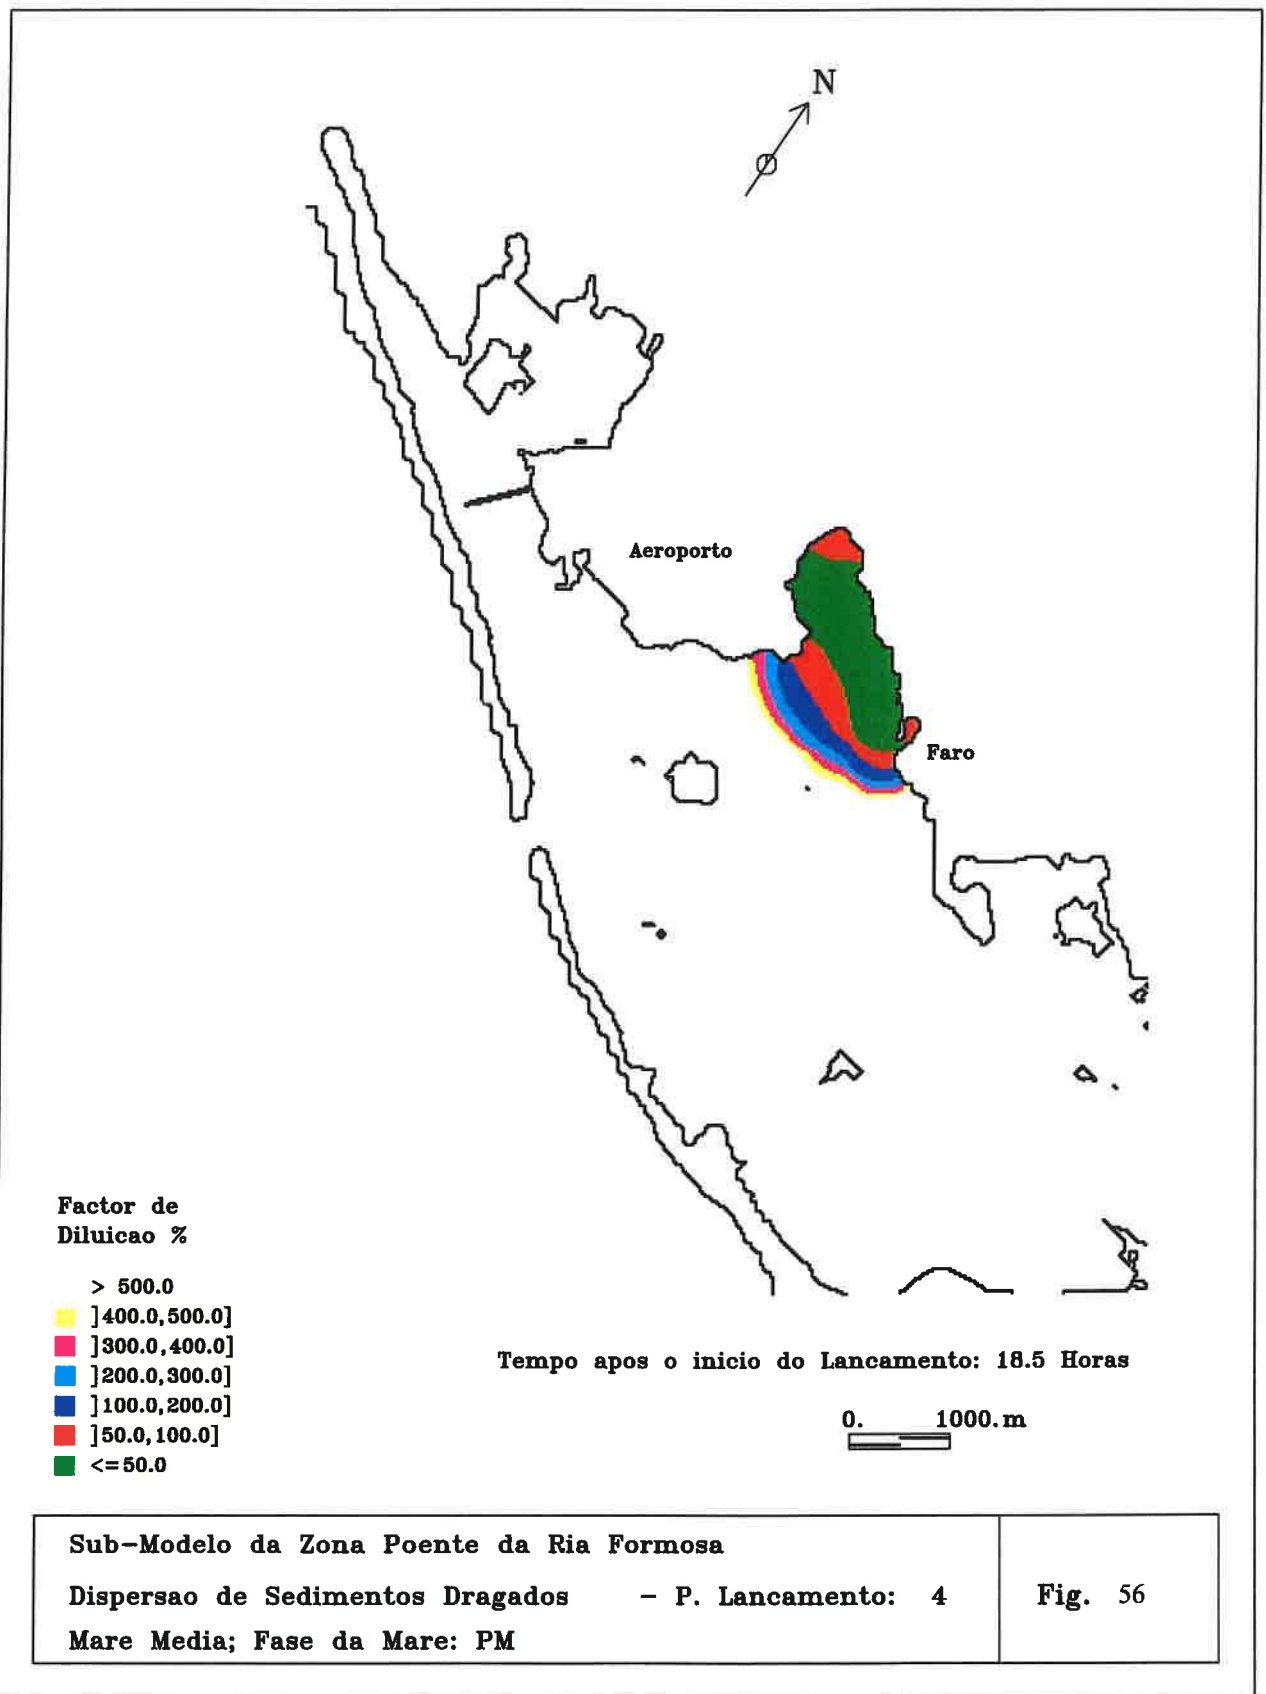 N
Aeroporto
Faro
Factor de
Diluicao %
> 500.0
]400.0,500.0]
]300.0,400.0]
]200.0,300.0]
]100.0,200.0]
]50.0,100.0]
<=50.0
Tempo apos o inicio do Lancamento: 18.5 Horas
0. 1000.m
Sub-Modelo da Zona Poente da Ria Formosa
Dispersao de Sedimentos Dragados - P. Lancamento: 4
Mare Media; Fase da Mare: PM
Fig. 56